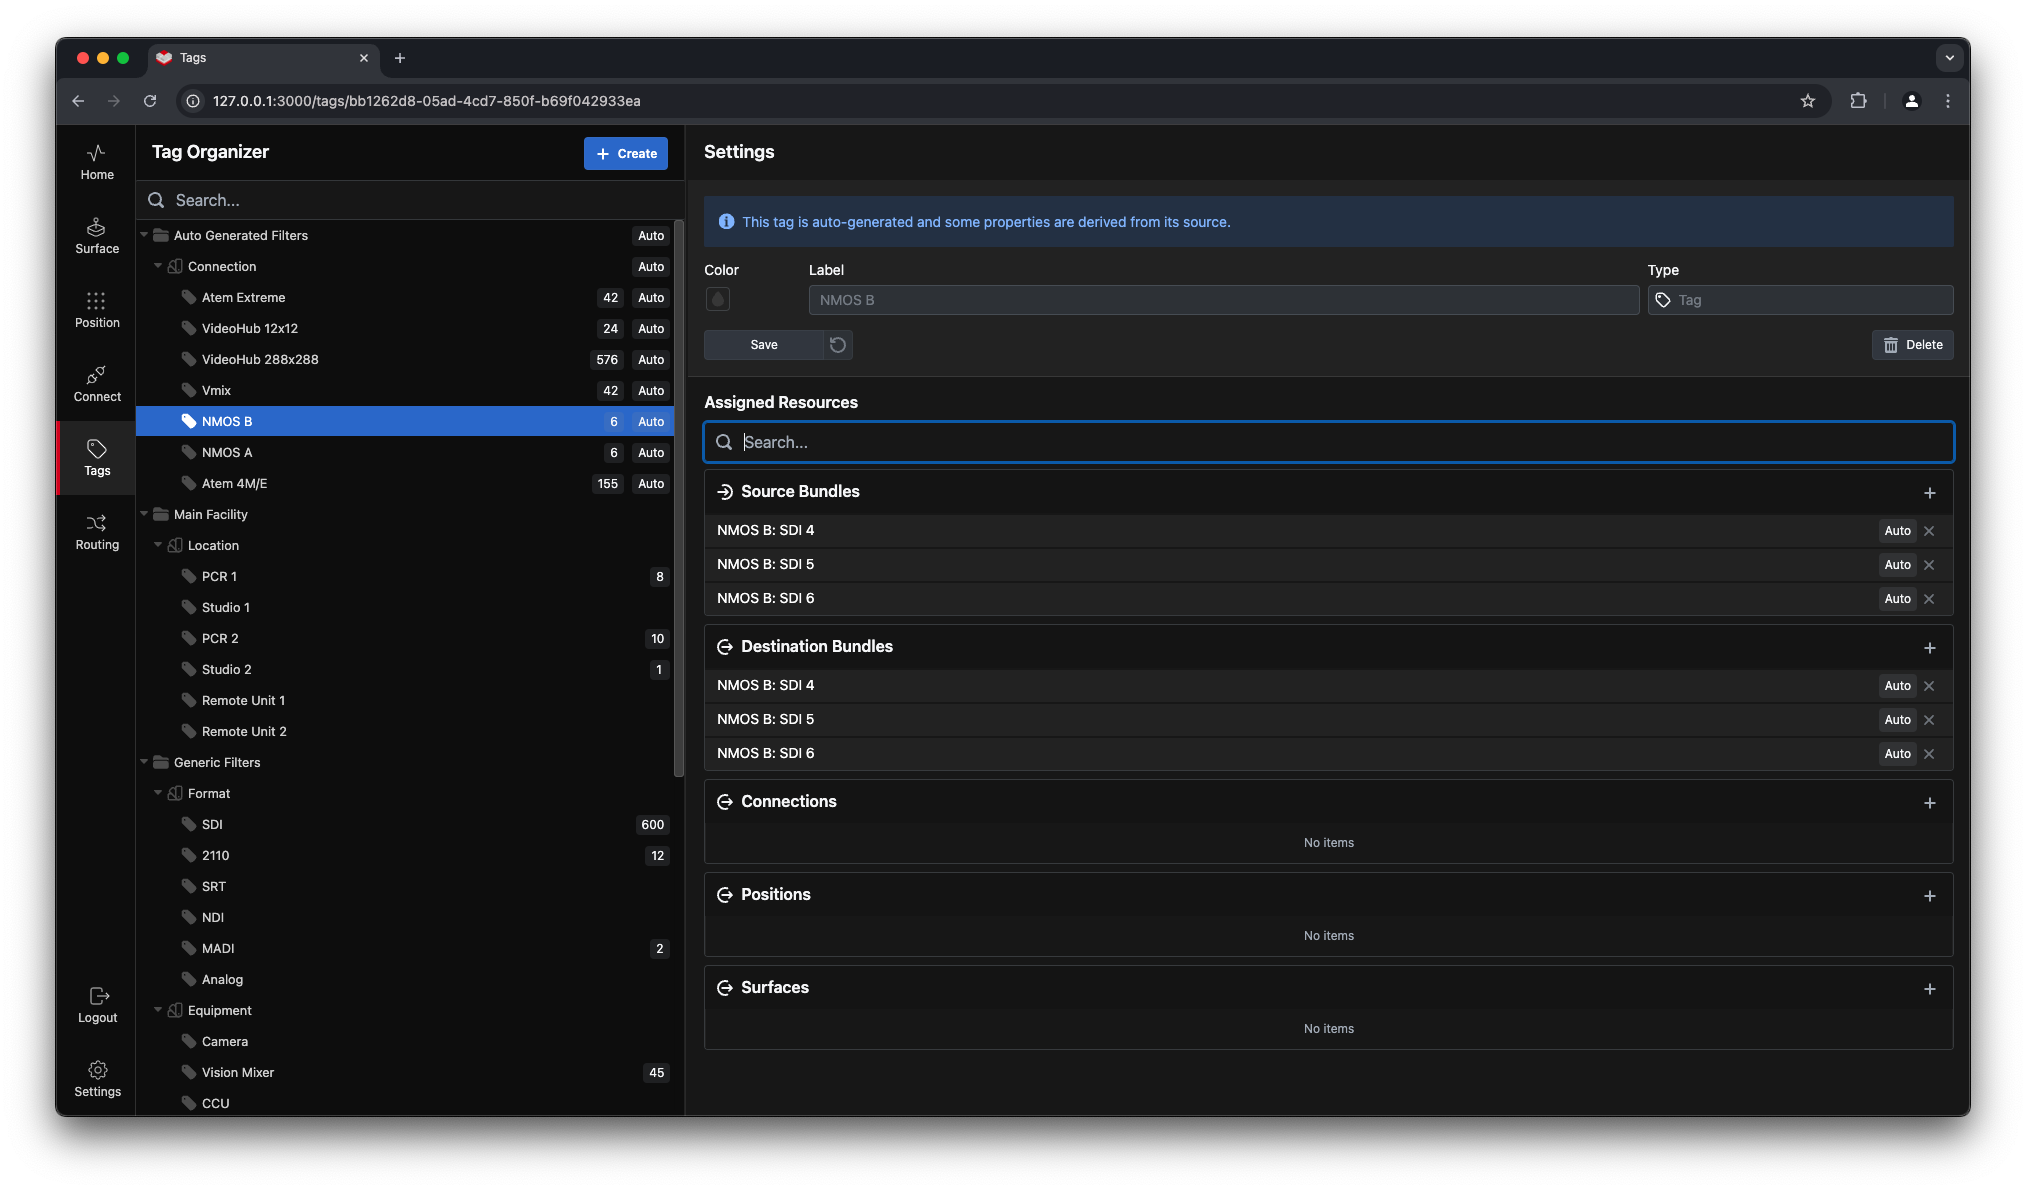 Tags
127.0.0.1:3000/tags/bb1262d8-05ad-4cd7-850f-b69f042933ea
Home
Surface
Position
Connect
Tags
Routing
Logout
Settings
Tag Organizer
Create
Search...
Auto Generated Filters Auto
Connection Auto
Atem Extreme 42 Auto
VideoHub 12x12 24 Auto
VideoHub 288x288 576 Auto
Vmix 42 Auto
NMOS B 6 Auto
NMOS A 6 Auto
Atem 4M/E 155 Auto
Main Facility
Location
PCR 1 8
Studio 1
PCR 2 10
Studio 2 1
Remote Unit 1
Remote Unit 2
Generic Filters
Format
SDI 600
2110 12
SRT
NDI
MADI 2
Analog
Equipment
Camera
Vision Mixer 45
CCU
Settings
This tag is auto-generated and some properties are derived from its source.
Color Label Type
NMOS B Tag
Save Delete
Assigned Resources
Search...
Source Bundles
NMOS B: SDI 4 Auto
NMOS B: SDI 5 Auto
NMOS B: SDI 6 Auto
Destination Bundles
NMOS B: SDI 4 Auto
NMOS B: SDI 5 Auto
NMOS B: SDI 6 Auto
Connections
No items
Positions
No items
Surfaces
No items